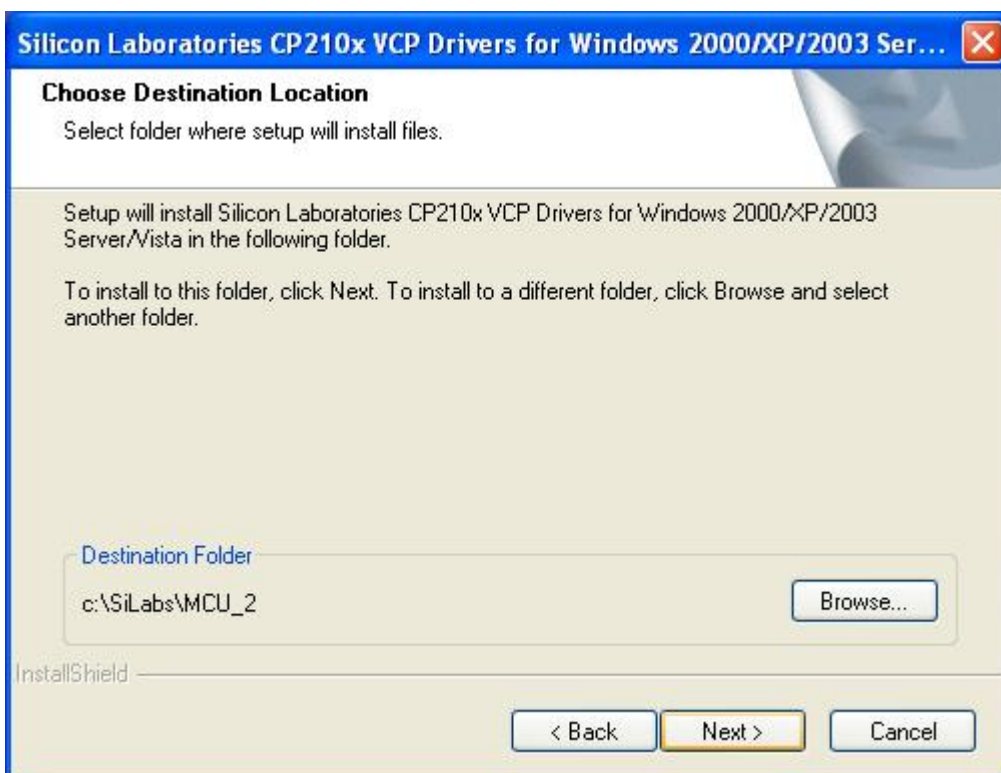 Silicon Laboratories CP210x VCP Drivers for Windows 2000/XP/2003 Ser...
Choose Destination Location
Select folder where setup will install files.
Setup will install Silicon Laboratories CP210x VCP Drivers for Windows 2000/XP/2003
Server/Vista in the following folder.
To install to this folder, click Next. To install to a different folder, click Browse and select
another folder.
Destination Folder
c:\SiLabs\MCU_2
Browse...
InstallShield
< Back
Next >
Cancel